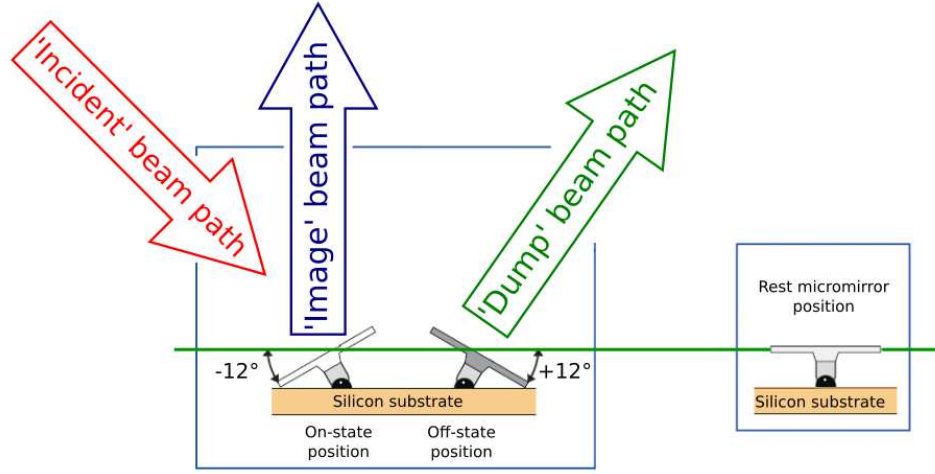 'Incident' beam path
'Image' beam path
'Dump' beam path
-12°
+12°
Silicon substrate
On-state
position
Off-state
position
Rest micromirror
position
Silicon substrate